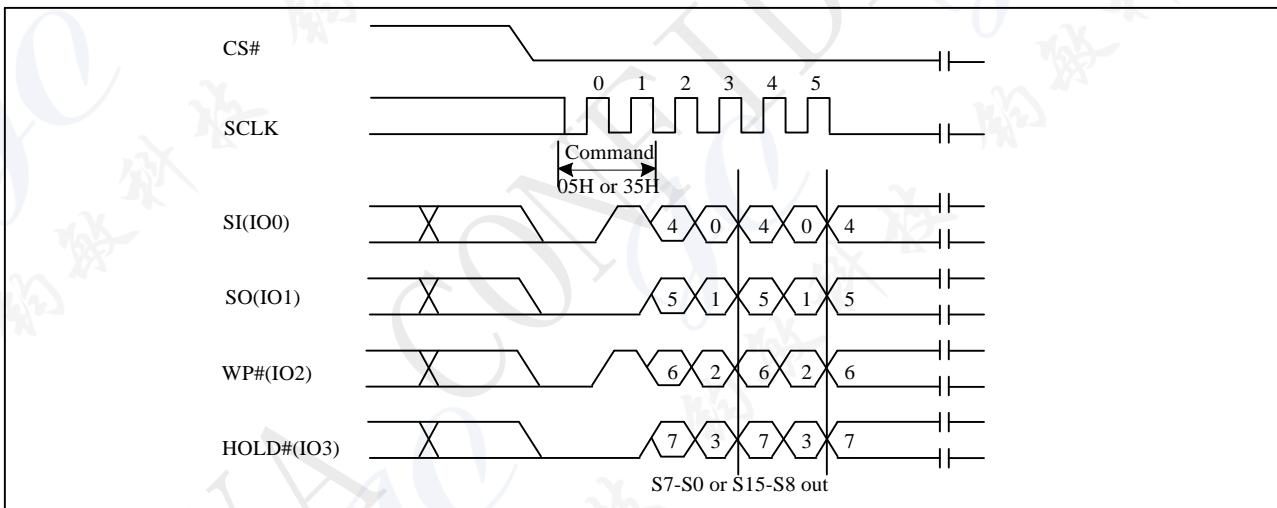 CS#
0 1 2 3 4 5
SCLK
Command
05H or 35H
SI(IO0) 4 0 4 0 4
SO(IO1) 5 1 5 1 5
WP#(IO2) 6 2 6 2 6
HOLD#(IO3) 7 3 7 3 7
S7-S0 or S15-S8 out